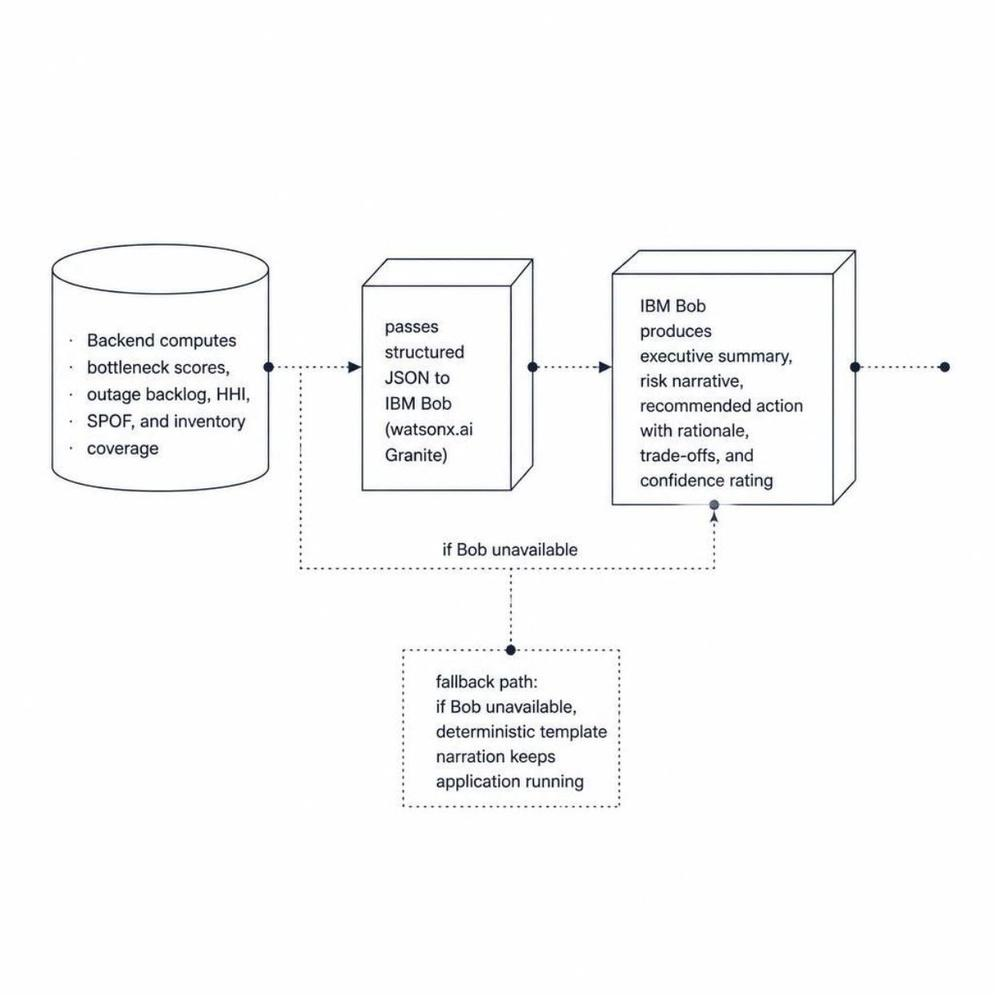 · Backend computes
· bottleneck scores,
· outage backlog, HHI,
· SPOF, and inventory
· coverage
passes
structured
JSON to
IBM Bob
(watsonx.ai
Granite)
IBM Bob
produces
executive summary,
risk narrative,
recommended action
with rationale,
trade-offs, and
confidence rating
if Bob unavailable
fallback path:
if Bob unavailable,
deterministic template
narration keeps
application running